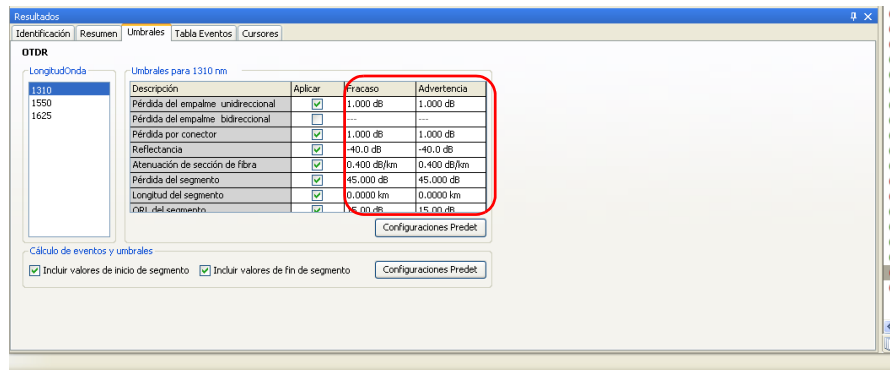 Resultados
Identificación Resumen Umbrales Tabla Eventos Cursores
OTDR
LongitudOnda
1310
1550
1625
Umbrales para 1310 nm
Descripción Aplicar Fracaso Advertencia
Pérdida del empalme unidireccional 1.000 dB 1.000 dB
Pérdida del empalme bidireccional --- ---
Pérdida por conector 1.000 dB 1.000 dB
Reflectancia -40.0 dB -40.0 dB
Atenuación de sección de fibra 0.400 dB/km 0.400 dB/km
Pérdida del segmento 45.000 dB 45.000 dB
Longitud del segmento 0.0000 km 0.0000 km
ORL del segmento 15.00 dB 15.00 dB
Configuraciones Predet
Cálculo de eventos y umbrales
Incluir valores de inicio de segmento Incluir valores de fin de segmento Configuraciones Predet